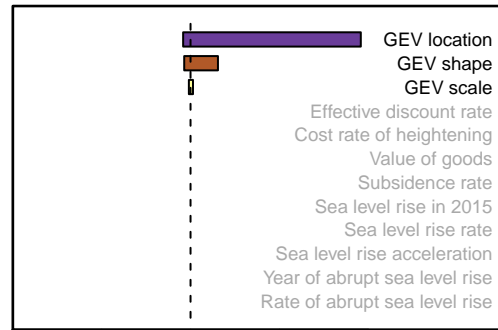 GEV location
GEV shape
GEV scale
Effective discount rate
Cost rate of heightening
Value of goods
Subsidence rate
Sea level rise in 2015
Sea level rise rate
Sea level rise acceleration
Year of abrupt sea level rise
Rate of abrupt sea level rise